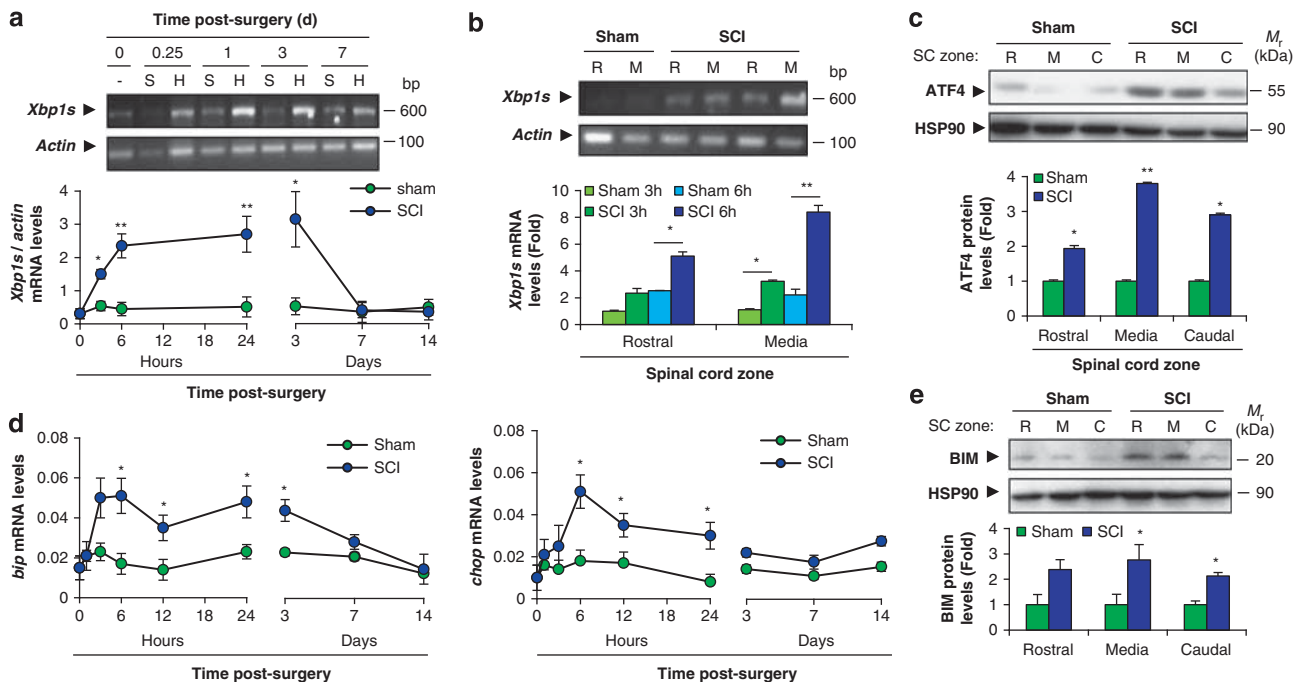 a
Time post-surgery (d)
0 0.25 1 3 7
- S H S H S H S H bp
Xbp1s ► – 600
Actin ► – 100
sham
SCI
Xbp1s / actin
mRNA levels
4
3
2
1
0
* ** ** *
0 6 12 18 24 3 7 14
Hours Days
Time post-surgery
b
Sham SCI
R M R M R M bp
Xbp1s ► – 600
Actin ► – 100
Sham 3h Sham 6h
SCI 3h SCI 6h
Xbp1s mRNA
levels (Fold)
10
8
6
4
2
0
* * **
Rostral Media
Spinal cord zone
c
Sham SCI Mr
(kDa)
SC zone: R M C R M C
ATF4 ► – 55
HSP90 ► – 90
Sham
SCI
ATF4 protein
levels (Fold)
4
3
2
1
0
* ** *
Rostral Media Caudal
Spinal cord zone
d
bip mRNA levels
0.08
0.06
0.04
0.02
0
Sham
SCI
* * * *
0 6 12 24 3 7 14
Hours Days
Time post-surgery
chop mRNA levels
0.08
0.06
0.04
0.02
0
Sham
SCI
* * *
0 6 12 24 3 7 14
Hours Days
Time post-surgery
e
Sham SCI Mr
(kDa)
SC zone: R M C R M C
BIM ► – 20
HSP90 ► – 90
Sham SCI
BIM protein
levels (Fold)
4
3
2
1
0
* *
Rostral Media Caudal